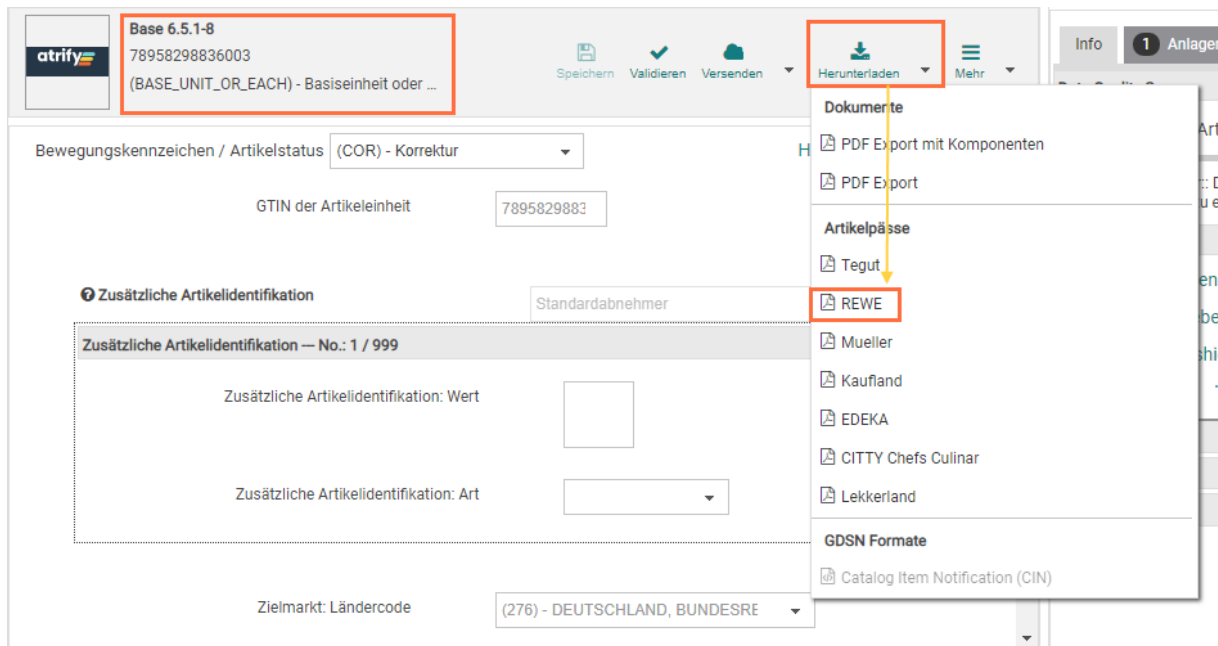 atrify
Base 6.5.1-8
78958298836003
(BASE_UNIT_OR_EACH) - Basiseinheit oder ...
Speichern
Validieren
Versenden
Herunterladen
Mehr
Info
1 Anlagen
Bewegungskennzeichen / Artikelstatus
(COR) - Korrektur
GTIN der Artikeleinheit
7895829883
Zusätzliche Artikelidentifikation
Standardabnehmer
Zusätzliche Artikelidentifikation — No.: 1 / 999
Zusätzliche Artikelidentifikation: Wert
Zusätzliche Artikelidentifikation: Art
Zielmarkt: Ländercode
(276) - DEUTSCHLAND, BUNDESRE
Dokumente
PDF Export mit Komponenten
PDF Export
Artikelpässe
Tegut
REWE
Mueller
Kaufland
EDEKA
CITTY Chefs Culinar
Lekkerland
GDSN Formate
Catalog Item Notification (CIN)